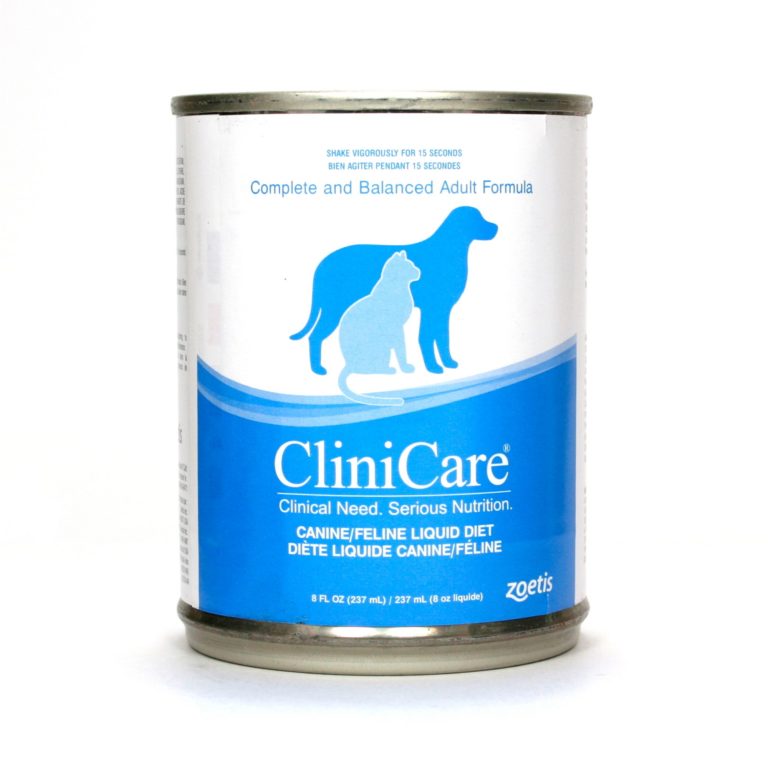 SHAKE VIGOROUSLY FOR 15 SECONDS
BIEN AGITER PENDANT 15 SECONDES
Complete and Balanced Adult Formula
CliniCare®
Clinical Need. Serious Nutrition.
CANINE/FELINE LIQUID DIET
DIÈTE LIQUIDE CANINE/FÉLINE
8 FL OZ (237 mL) / 237 mL (8 oz liquide)
zoetis